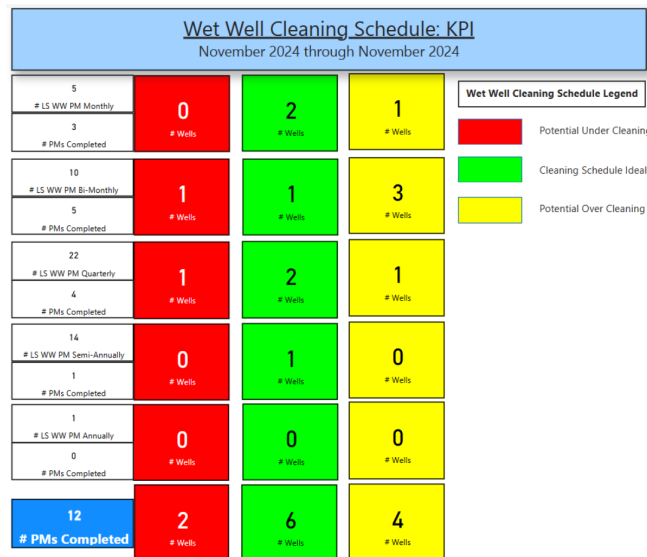 Wet Well Cleaning Schedule: KPI
November 2024 through November 2024
5
# LS WW PM Monthly
3
# PMs Completed
0
# Wells
2
# Wells
1
# Wells
Wet Well Cleaning Schedule Legend
Potential Under Cleaning
Cleaning Schedule Ideal
Potential Over Cleaning
10
# LS WW PM Bi-Monthly
5
# PMs Completed
1
# Wells
1
# Wells
3
# Wells
22
# LS WW PM Quarterly
4
# PMs Completed
1
# Wells
2
# Wells
1
# Wells
14
# LS WW PM Semi-Annually
1
# PMs Completed
0
# Wells
1
# Wells
0
# Wells
1
# LS WW PM Annually
0
# PMs Completed
0
# Wells
0
# Wells
0
# Wells
12
# PMs Completed
2
# Wells
6
# Wells
4
# Wells